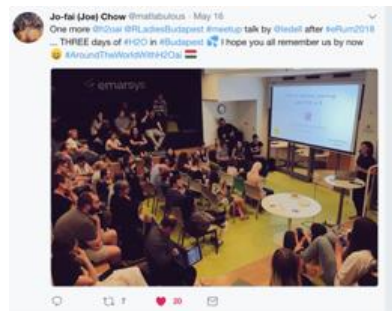 Jo-fai (Joe) Chow @matlabulous · May 16
One more @h2oai @RLadiesBudapest #meetup talk by @ledell after #eRum2018
... THREE days of #H2O in #Budapest 💦 I hope you all remember us by now
😀 #AroundTheWorldWithH2Oai 🇭🇺
emarsys
7
20